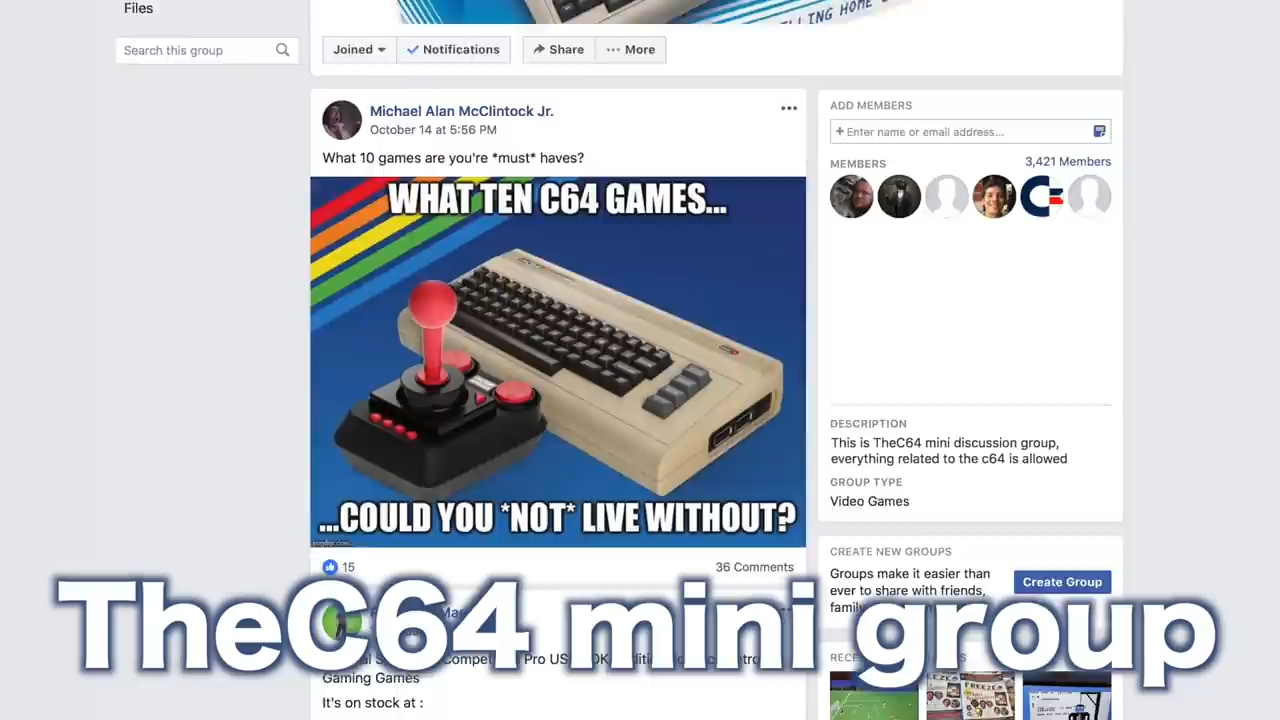 Files
Search this group
LLING HOME
Joined
Notifications
Share
More
Michael Alan McClintock Jr.
October 14 at 5:56 PM
What 10 games are you're *must* haves?
WHAT TEN C64 GAMES...
...COULD YOU *NOT* LIVE WITHOUT?
15
36 Comments
ADD MEMBERS
+ Enter name or email address...
MEMBERS
3,421 Members
DESCRIPTION
This is TheC64 mini discussion group,
everything related to the c64 is allowed
GROUP TYPE
Video Games
CREATE NEW GROUPS
Groups make it easier than
ever to share with friends,
Create Group
TheC64 mini group
Pro
Gaming Games
It's on stock at :